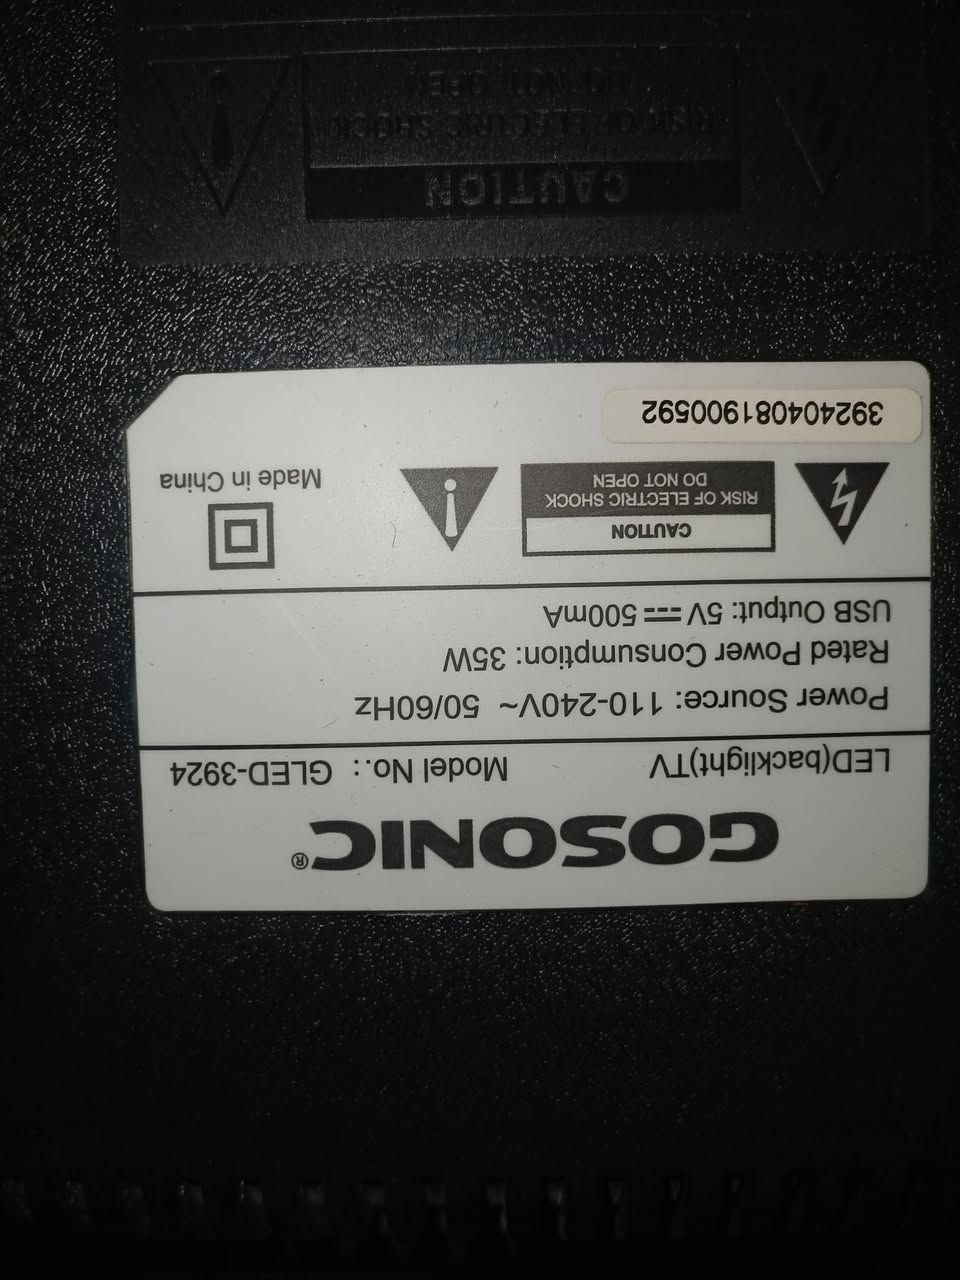 GOSONIC®
LED(backlight)TV Model No.: GLED-3924
Power Source: 110-240V~ 50/60Hz
Rated Power Consumption: 35W
USB Output: 5V ⎓ 500mA
CAUTION
RISK OF ELECTRIC SHOCK
DO NOT OPEN
Made in China
392404081900592
CAUTION
RISK OF ELECTRIC SHOCK
DO NOT OPEN